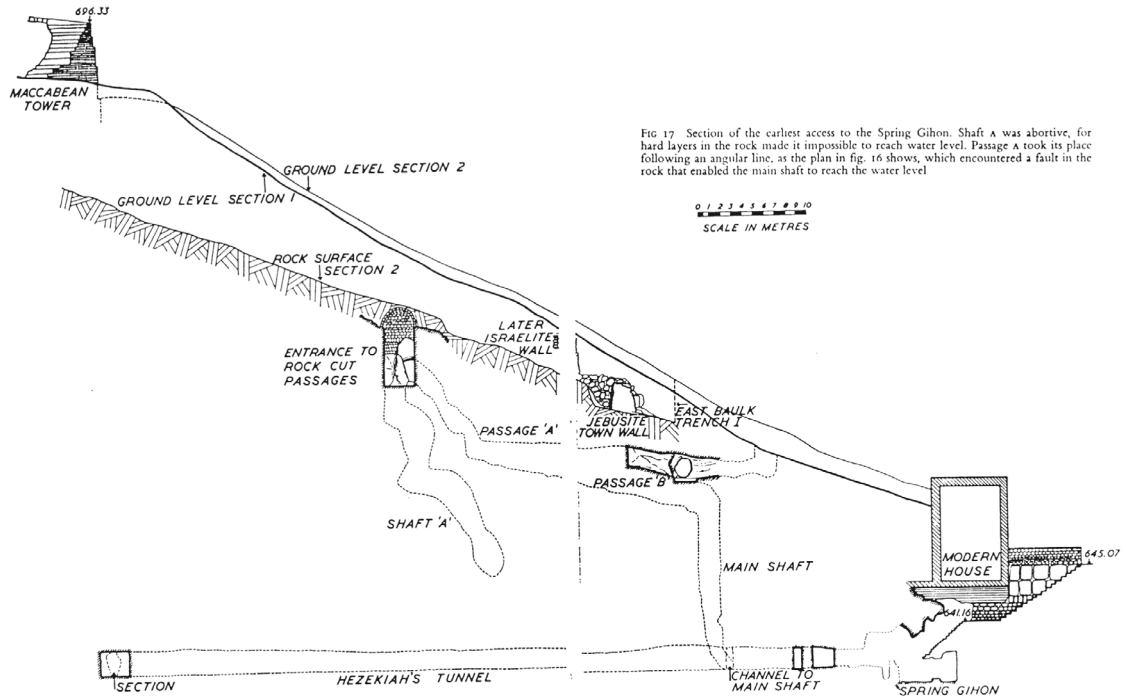 696.33
MACCABEAN
TOWER
FIG 17 Section of the earliest access to the Spring Gihon. Shaft A was abortive, for
hard layers in the rock made it impossible to reach water level. Passage A took its place
following an angular line, as the plan in fig. 16 shows, which encountered a fault in the
rock that enabled the main shaft to reach the water level
0 1 2 3 4 5 6 7 8 9 10
SCALE IN METRES
GROUND LEVEL SECTION 2
GROUND LEVEL SECTION 1
ROCK SURFACE
SECTION 2
LATER
ISRAELITE
WALL
ENTRANCE TO
ROCK CUT
PASSAGES
EAST BAULK
TRENCH I
JEBUSITE
TOWN WALL
PASSAGE 'A'
PASSAGE 'B'
SHAFT 'A'
MAIN SHAFT
MODERN
HOUSE
645.07
641.16
HEZEKIAH'S TUNNEL
SECTION
CHANNEL TO
MAIN SHAFT
SPRING GIHON